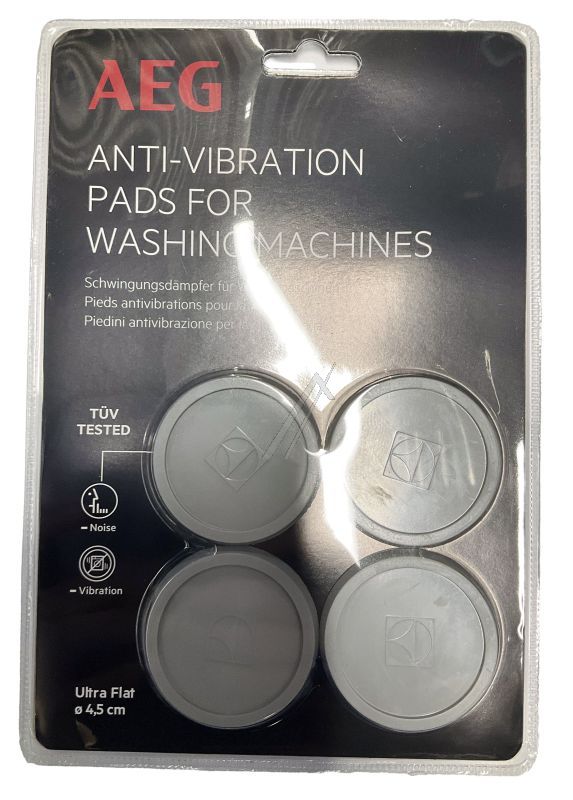 AEG
ANTI-VIBRATION
PADS FOR
WASHING MACHINES
Schwingungsdämpfer für
Pieds antivibrations pour
Piedini antivibrazione per
TÜV
TESTED
– Noise
– Vibration
Ultra Flat
ø 4,5 cm